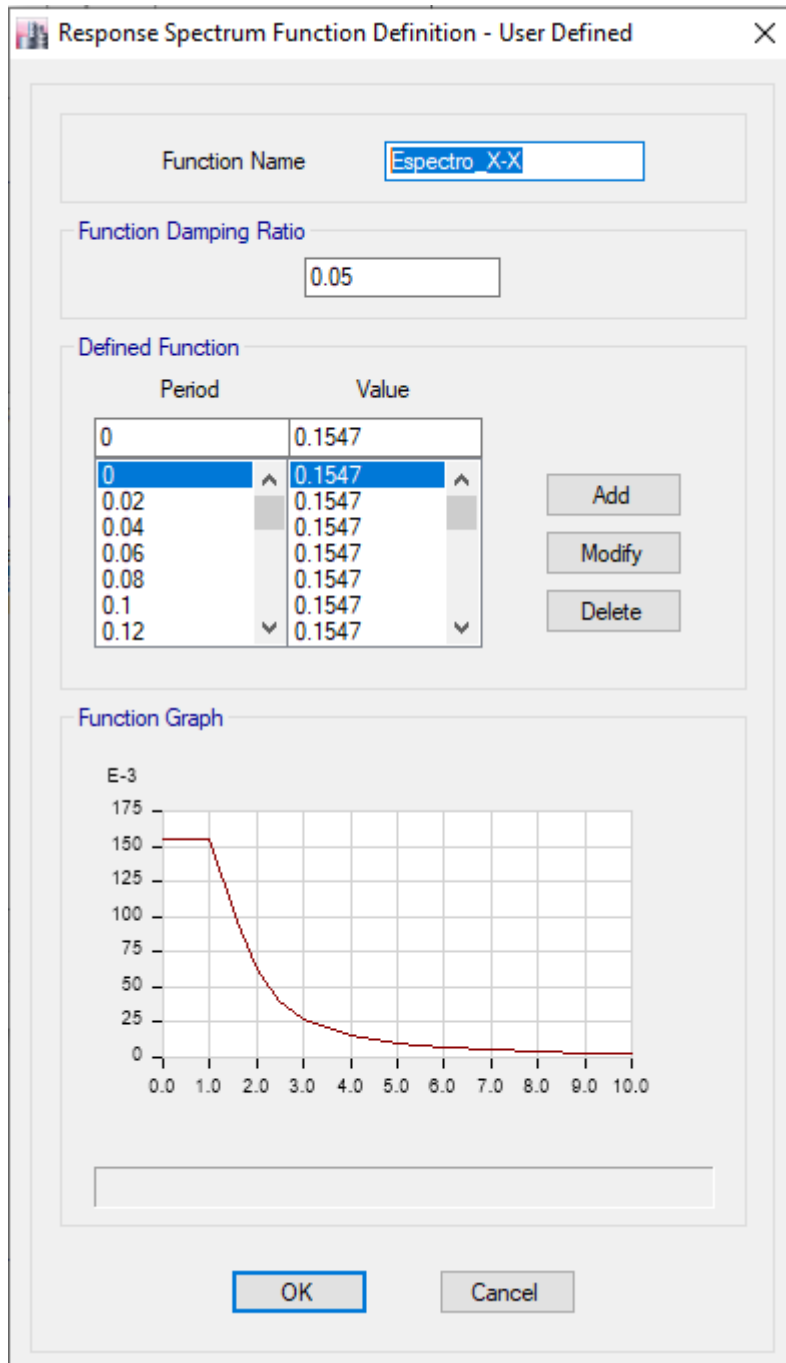 Response Spectrum Function Definition - User Defined
Function Name Espectro_X-X
Function Damping Ratio
0.05
Defined Function
Period Value
0 0.1547
0 0.1547
0.02 0.1547
0.04 0.1547
0.06 0.1547
0.08 0.1547
0.1 0.1547
0.12 0.1547
Add
Modify
Delete
Function Graph
E-3
175
150
125
100
75
50
25
0
0.0 1.0 2.0 3.0 4.0 5.0 6.0 7.0 8.0 9.0 10.0
OK Cancel